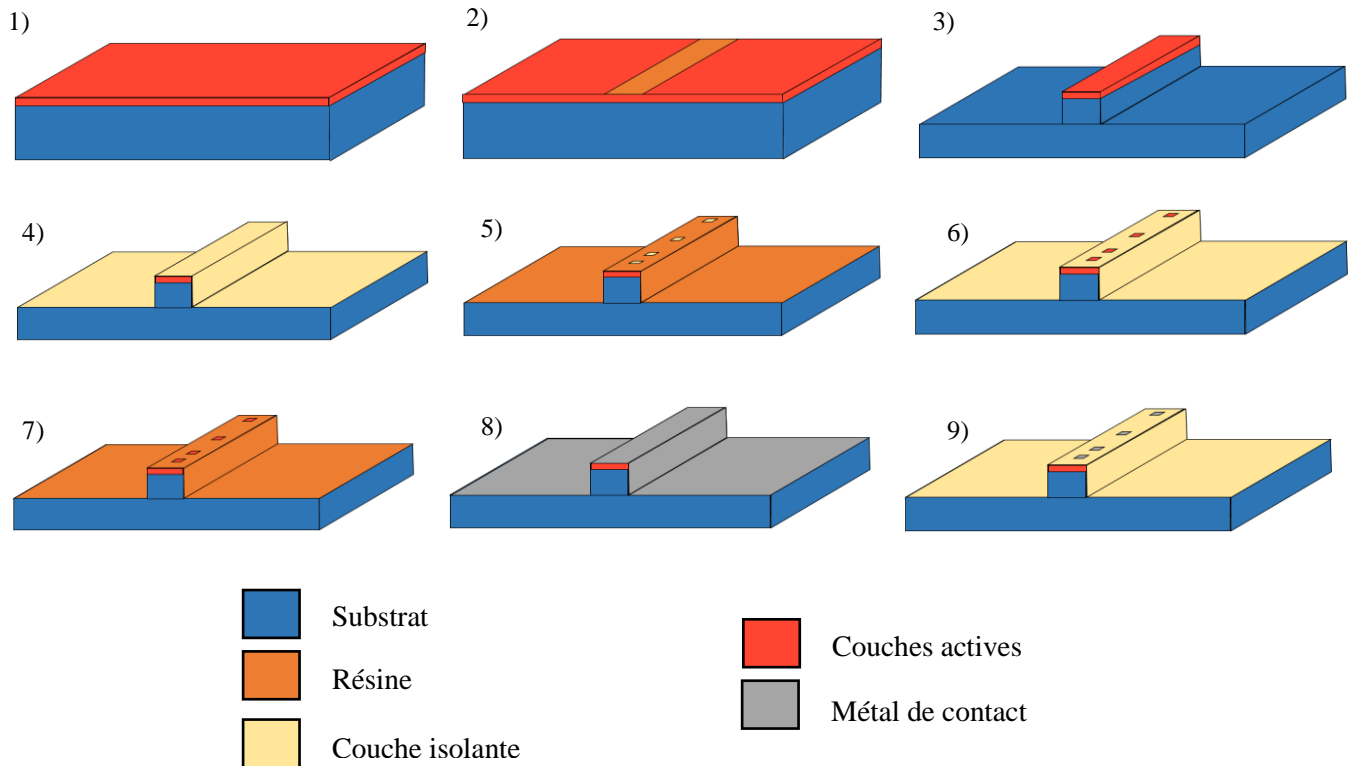 1)
2)
3)
4)
5)
6)
7)
8)
9)
Substrat
Résine
Couche isolante
Couches actives
Métal de contact